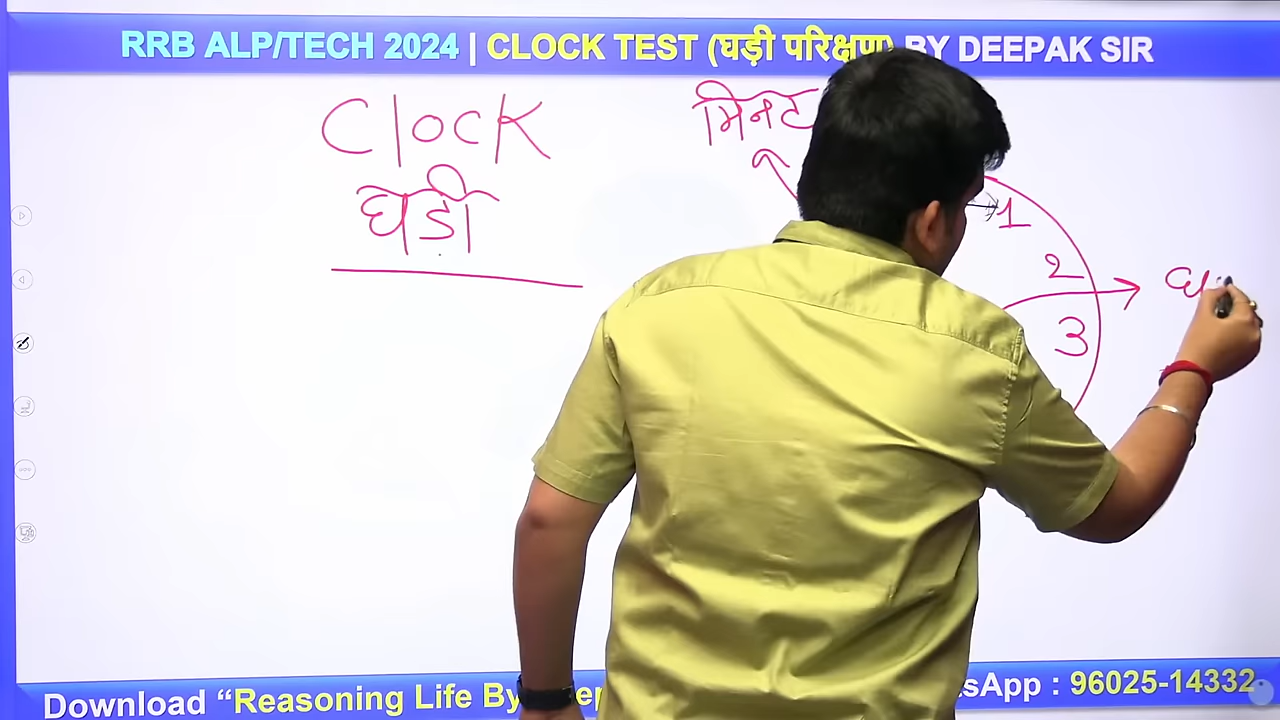 RRB ALP/TECH 2024 | CLOCK TEST (घड़ी परिक्षण) BY DEEPAK SIR
Clock
घड़ी
मिनट
1
2
3
Download “Reasoning Life By
: 96025-14332